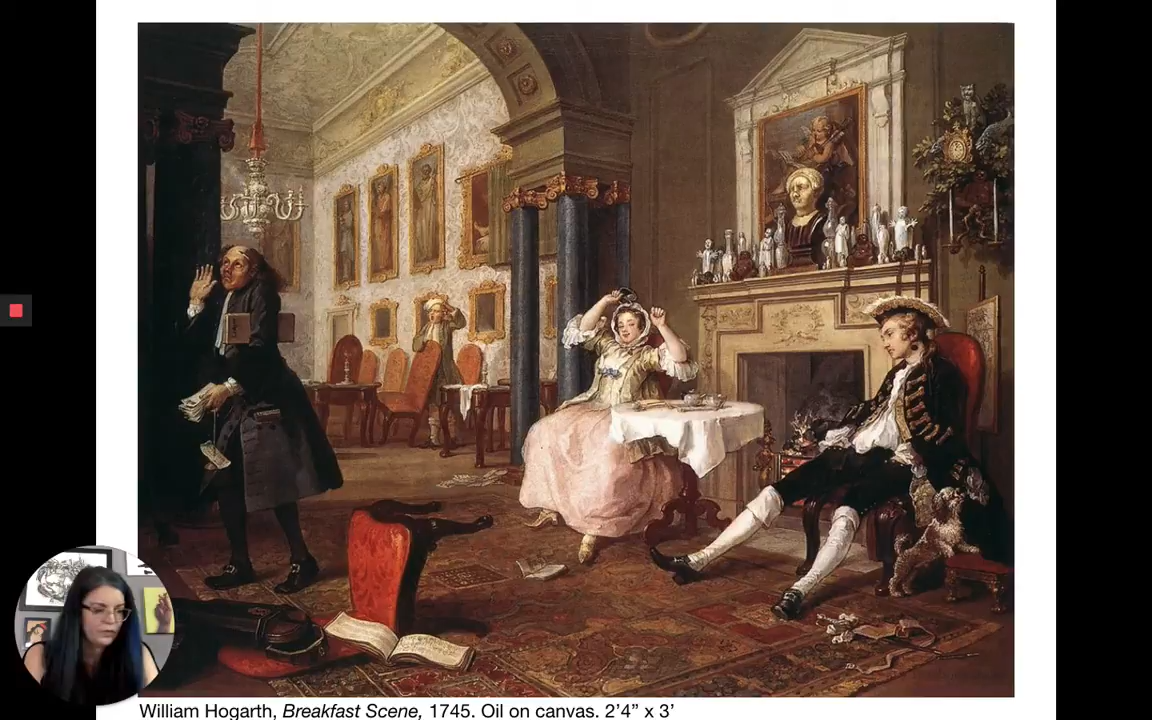 William Hogarth, Breakfast Scene, 1745. Oil on canvas. 2’4” x 3’